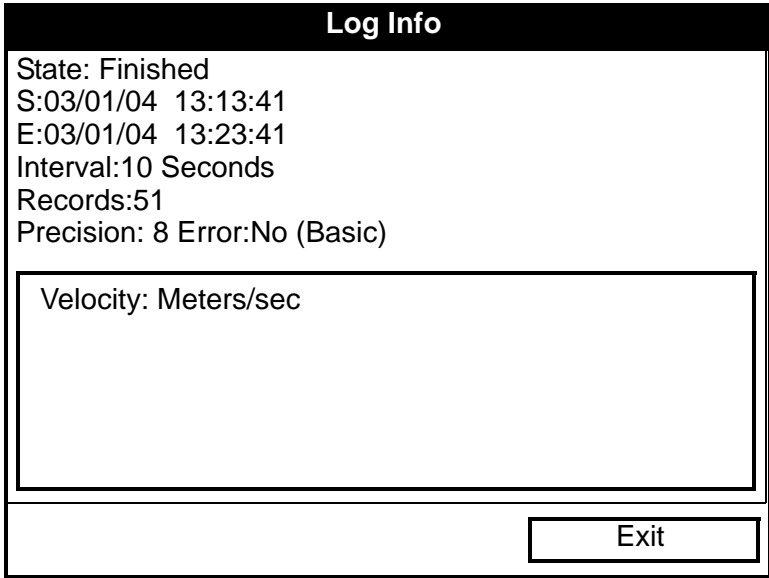 Log Info
State: Finished
S:03/01/04  13:13:41
E:03/01/04  13:23:41
Interval:10 Seconds
Records:51
Precision: 8 Error:No (Basic)
Velocity: Meters/sec
Exit